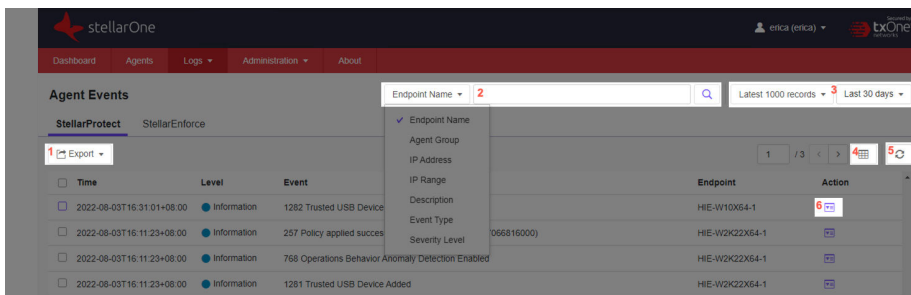 stellarOne
erica (erica)
Secured by
txOne
networks
Dashboard Agents Logs Administration About
Agent Events
Endpoint Name 2
Latest 1000 records 3 Last 30 days
StellarProtect StellarEnforce
Endpoint Name
Agent Group
IP Address
IP Range
Description
Event Type
Severity Level
1 Export
1 / 3 < > 4 5
Time Level Event Endpoint Action
2022-08-03T16:31:01+08:00 Information 1282 Trusted USB Device HIE-W10X64-1 6
2022-08-03T16:11:23+08:00 Information 257 Policy applied succes 066816000) HIE-W2K22X64-1
2022-08-03T16:11:23+08:00 Information 768 Operations Behavior Anomaly Detection Enabled HIE-W2K22X64-1
2022-08-03T16:11:23+08:00 Information 1281 Trusted USB Device Added HIE-W2K22X64-1